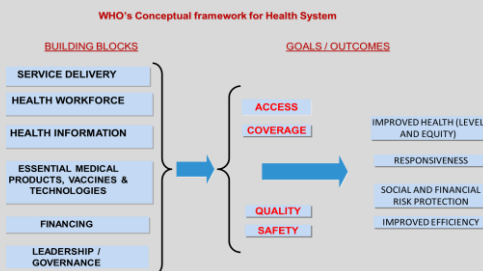 WHO's Conceptual framework for Health System
BUILDING BLOCKS
GOALS / OUTCOMES
SERVICE DELIVERY
HEALTH WORKFORCE
HEALTH INFORMATION
ESSENTIAL MEDICAL
PRODUCTS, VACCINES &
TECHNOLOGIES
FINANCING
LEADERSHIP /
GOVERNANCE
ACCESS
COVERAGE
QUALITY
SAFETY
IMPROVED HEALTH (LEVEL
AND EQUITY)
RESPONSIVENESS
SOCIAL AND FINANCIAL
RISK PROTECTION
IMPROVED EFFICIENCY